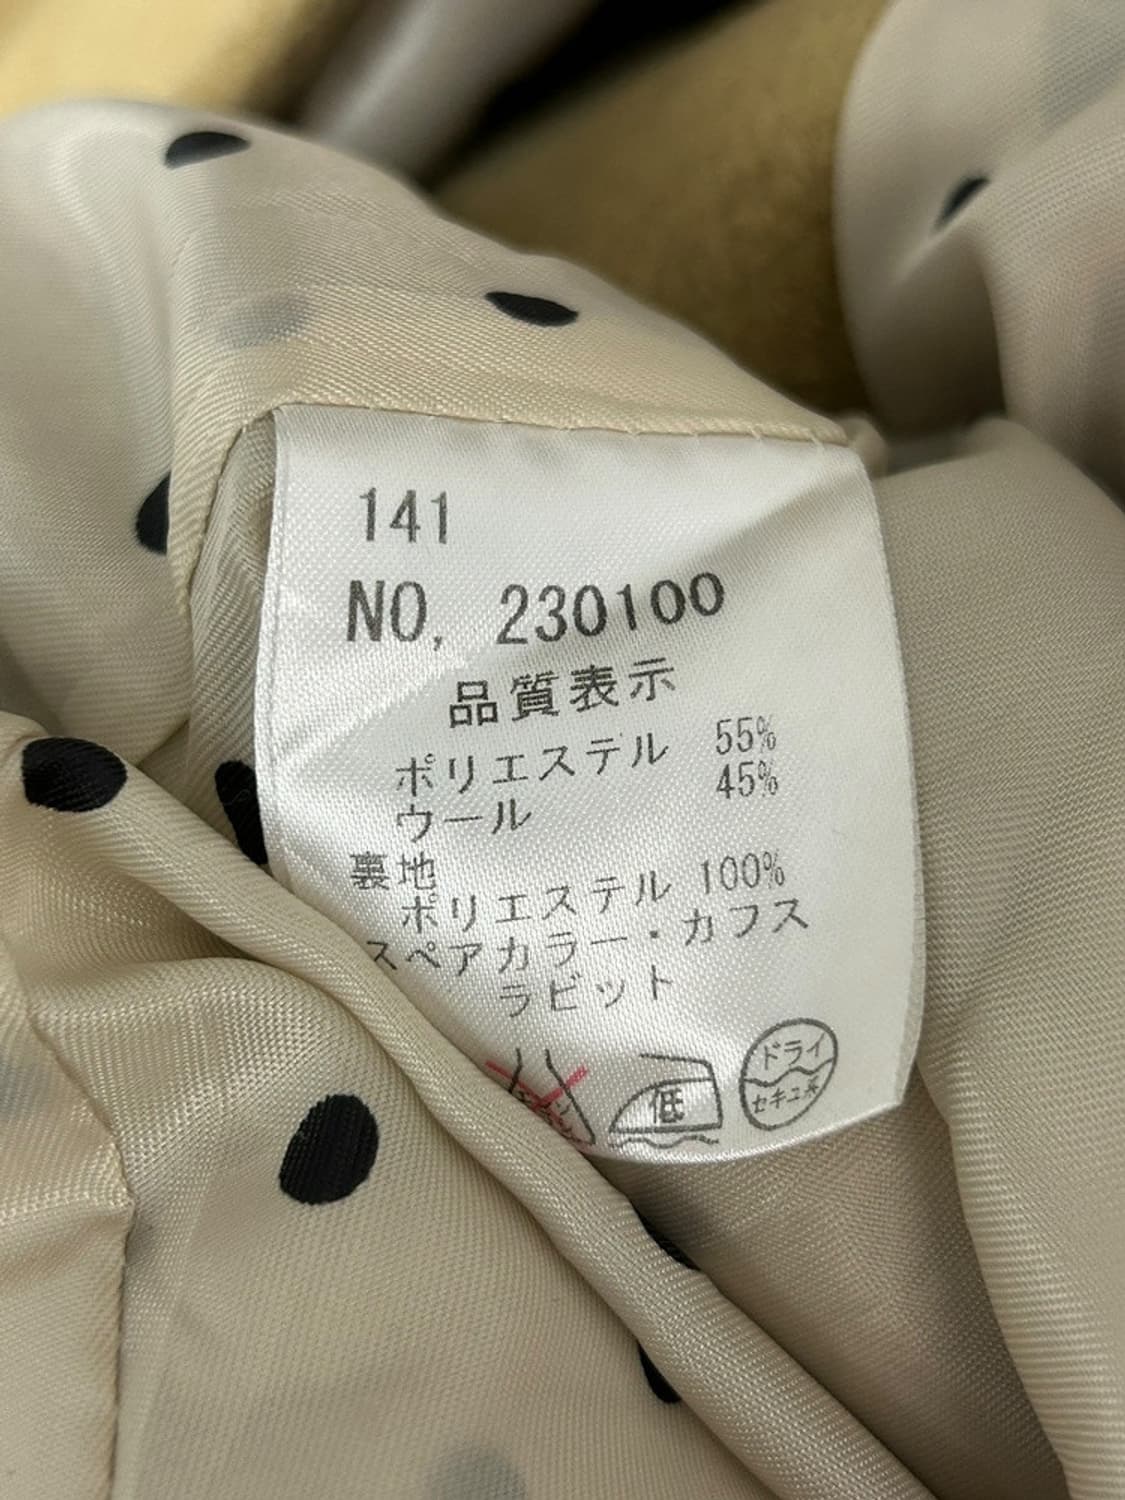 141
NO, 230100
品質表示
ポリエステル 55%
ウール 45%
裏地
ポリエステル 100%
スペアカラー・カフス
ラビット
低
ドライ
セキユ系